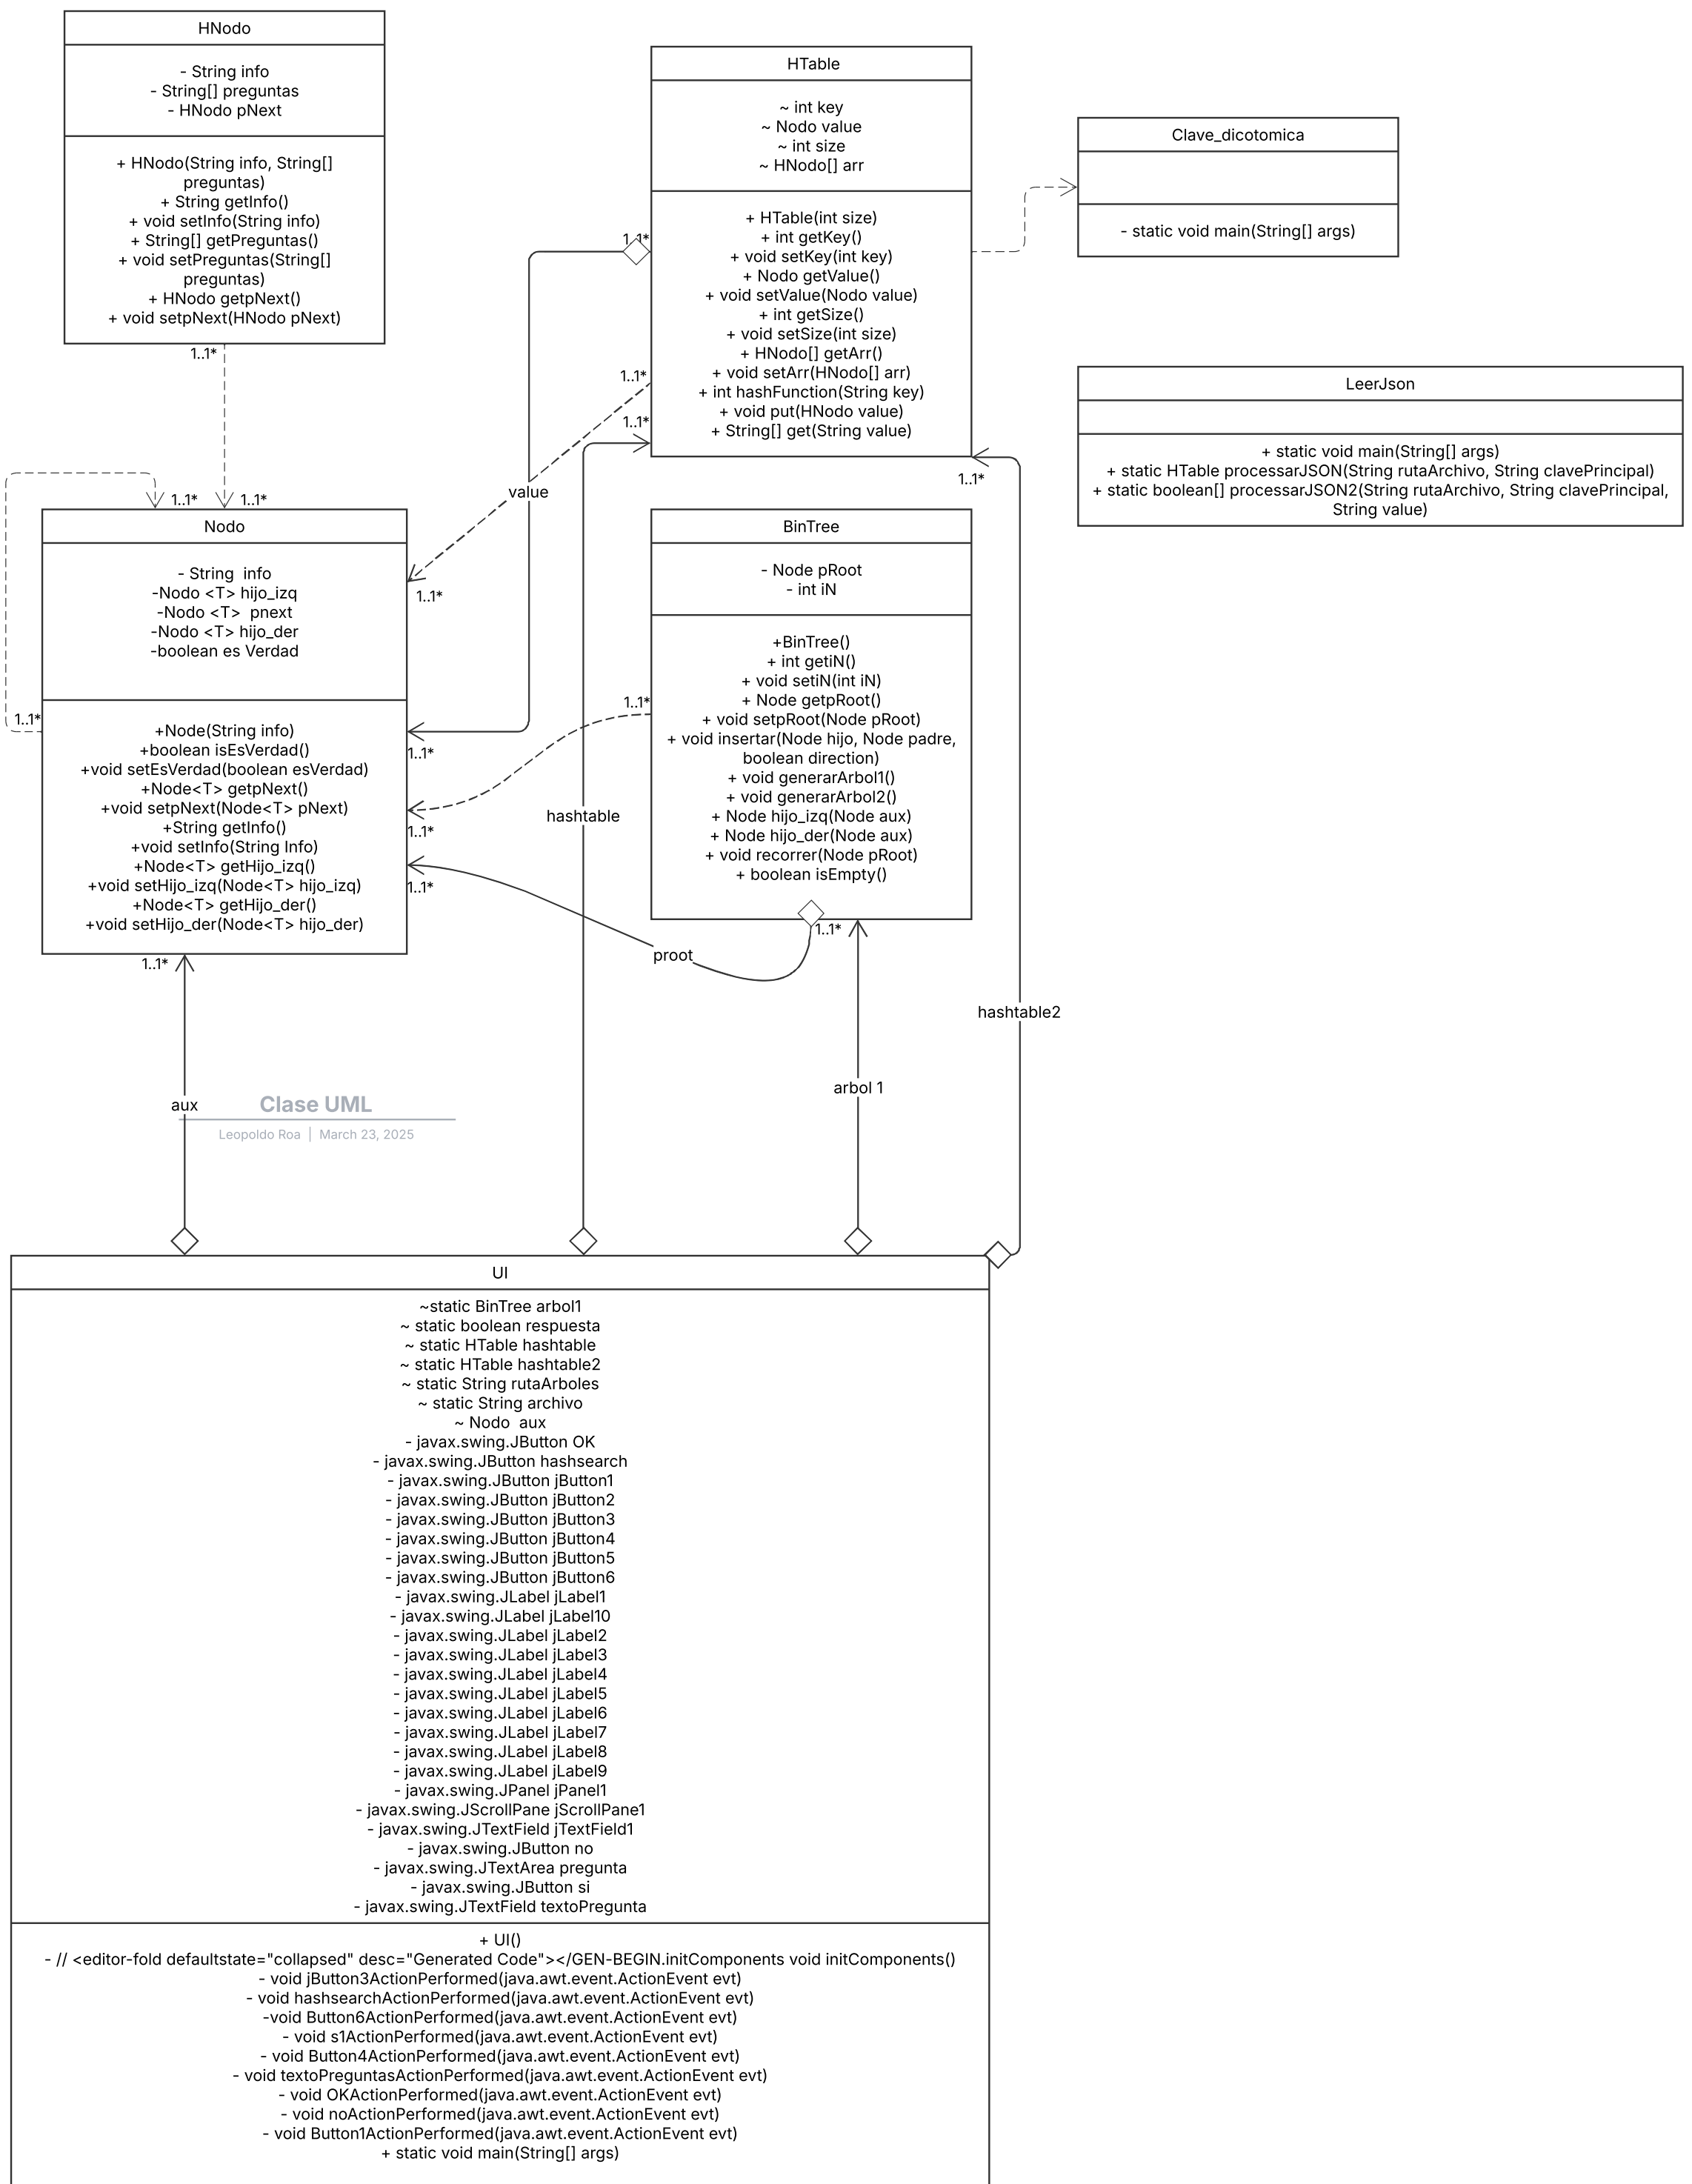 HNodo
- String info
- String[] preguntas
- HNodo pNext
+ HNodo(String info, String[]
preguntas)
+ String getInfo()
+ void setInfo(String info)
+ String[] getPreguntas()
+ void setPreguntas(String[]
preguntas)
+ HNodo getpNext()
+ void setpNext(HNodo pNext)
1..1*
HTable
~ int key
~ Nodo value
~ int size
~ HNodo[] arr
+ HTable(int size)
+ int getKey()
+ void setKey(int key)
+ Nodo getValue()
+ void setValue(Nodo value)
+ int getSize()
+ void setSize(int size)
+ HNodo[] getArr()
+ void setArr(HNodo[] arr)
+ int hashFunction(String key)
+ void put(HNodo value)
+ String[] get(String value)
1..1*
1..1*
1..1*
1..1*
Clave_dicotomica
- static void main(String[] args)
LeerJson
+ static void main(String[] args)
+ static HTable processarJSON(String rutaArchivo, String clavePrincipal)
+ static boolean[] processarJSON2(String rutaArchivo, String clavePrincipal,
String value)
value
1..1*
1..1*
Nodo
- String  info
-Nodo <T> hijo_izq
-Nodo <T>  pnext
-Nodo <T> hijo_der
-boolean es Verdad
+Node(String info)
+boolean isEsVerdad()
+void setEsVerdad(boolean esVerdad)
+Node<T> getpNext()
+void setpNext(Node<T> pNext)
+String getInfo()
+void setInfo(String Info)
+Node<T> getHijo_izq()
+void setHijo_izq(Node<T> hijo_izq)
+Node<T> getHijo_der()
+void setHijo_der(Node<T> hijo_der)
1..1*
1..1*
1..1*
1..1*
1..1*
1..1*
BinTree
- Node pRoot
- int iN
+BinTree()
+ int getiN()
+ void setiN(int iN)
+ Node getpRoot()
+ void setpRoot(Node pRoot)
+ void insertar(Node hijo, Node padre,
boolean direction)
+ void generarArbol1()
+ void generarArbol2()
+ Node hijo_izq(Node aux)
+ Node hijo_der(Node aux)
+ void recorrer(Node pRoot)
+ boolean isEmpty()
1..1*
1..1*
hashtable
proot
hashtable2
arbol 1
aux
Clase UML
Leopoldo Roa | March 23, 2025
UI
~static BinTree arbol1
~ static boolean respuesta
~ static HTable hashtable
~ static HTable hashtable2
~ static String rutaArboles
~ static String archivo
~ Nodo  aux
- javax.swing.JButton OK
- javax.swing.JButton hashsearch
- javax.swing.JButton jButton1
- javax.swing.JButton jButton2
- javax.swing.JButton jButton3
- javax.swing.JButton jButton4
- javax.swing.JButton jButton5
- javax.swing.JButton jButton6
- javax.swing.JLabel jLabel1
- javax.swing.JLabel jLabel10
- javax.swing.JLabel jLabel2
- javax.swing.JLabel jLabel3
- javax.swing.JLabel jLabel4
- javax.swing.JLabel jLabel5
- javax.swing.JLabel jLabel6
- javax.swing.JLabel jLabel7
- javax.swing.JLabel jLabel8
- javax.swing.JLabel jLabel9
- javax.swing.JPanel jPanel1
- javax.swing.JScrollPane jScrollPane1
- javax.swing.JTextField jTextField1
- javax.swing.JButton no
- javax.swing.JTextArea pregunta
- javax.swing.JButton si
- javax.swing.JTextField textoPregunta
+ UI()
- // <editor-fold defaultstate="collapsed" desc="Generated Code"></GEN-BEGIN.initComponents void initComponents()
- void jButton3ActionPerformed(java.awt.event.ActionEvent evt)
- void hashsearchActionPerformed(java.awt.event.ActionEvent evt)
-void Button6ActionPerformed(java.awt.event.ActionEvent evt)
- void s1ActionPerformed(java.awt.event.ActionEvent evt)
- void Button4ActionPerformed(java.awt.event.ActionEvent evt)
- void textoPreguntasActionPerformed(java.awt.event.ActionEvent evt)
- void OKActionPerformed(java.awt.event.ActionEvent evt)
- void noActionPerformed(java.awt.event.ActionEvent evt)
- void Button1ActionPerformed(java.awt.event.ActionEvent evt)
+ static void main(String[] args)